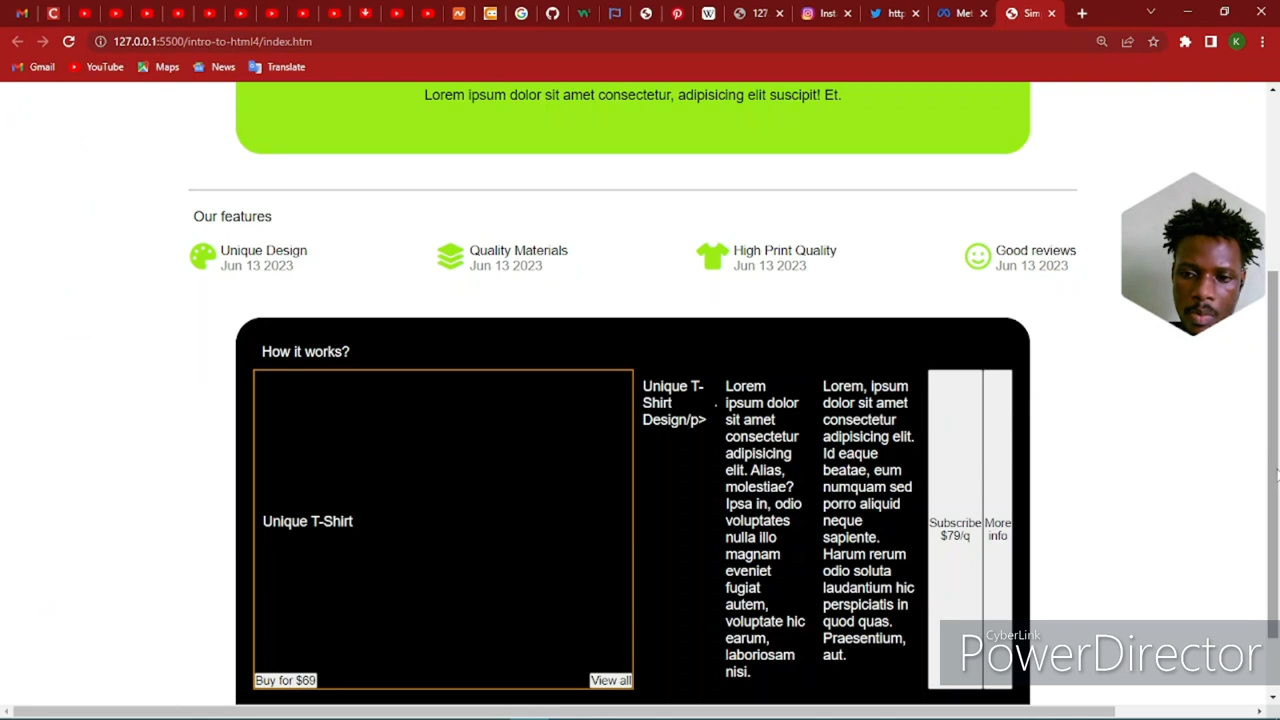 127
Inst
http
Met
Sim
127.0.0.1:5500/intro-to-html4/index.htm
K
Gmail
YouTube
Maps
News
Translate
Lorem ipsum dolor sit amet consectetur, adipisicing elit suscipit! Et.
Our features
Unique Design
Jun 13 2023
Quality Materials
Jun 13 2023
High Print Quality
Jun 13 2023
Good reviews
Jun 13 2023
How it works?
Unique T-Shirt
Buy for $69
View all
Unique T-
Shirt
Design/p>
Lorem
ipsum dolor
sit amet
consectetur
adipisicing
elit. Alias,
molestiae?
Ipsa in, odio
voluptates
nulla illo
magnam
eveniet
fugiat
autem,
voluptate hic
earum,
laboriosam
nisi.
Lorem, ipsum
dolor sit amet
consectetur
adipisicing elit.
Id eaque
beatae, eum
numquam sed
porro aliquid
neque
sapiente.
Harum rerum
odio soluta
laudantium hic
perspiciatis in
quod quas.
Praesentium,
aut.
Subscribe
$79/q
More
info
CyberLink
PowerDirector